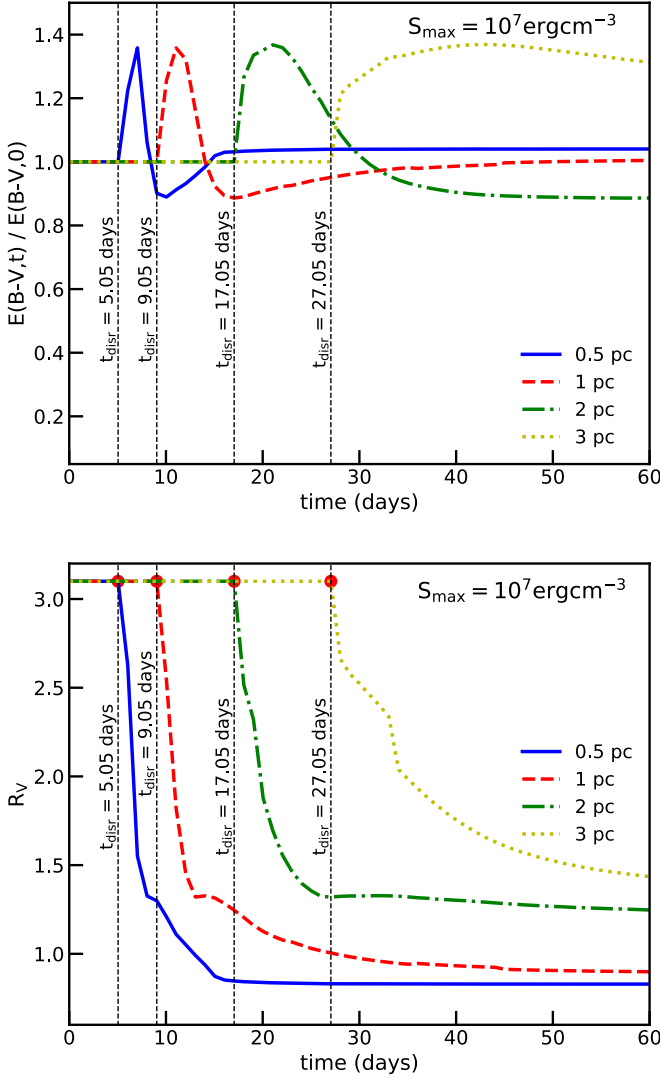 S_max = 10^7 ergcm^-3
1.4
1.2
1.0
0.8
0.6
0.4
0.2
E(B-V,t) / E(B-V,0)
t_disr = 5.05 days
t_disr = 9.05 days
t_disr = 17.05 days
t_disr = 27.05 days
0.5 pc
1 pc
2 pc
3 pc
0 10 20 30 40 50 60
time (days)
S_max = 10^7 ergcm^-3
3.0
2.5
2.0
1.5
1.0
R_V
t_disr = 5.05 days
t_disr = 9.05 days
t_disr = 17.05 days
t_disr = 27.05 days
0.5 pc
1 pc
2 pc
3 pc
0 10 20 30 40 50 60
time (days)